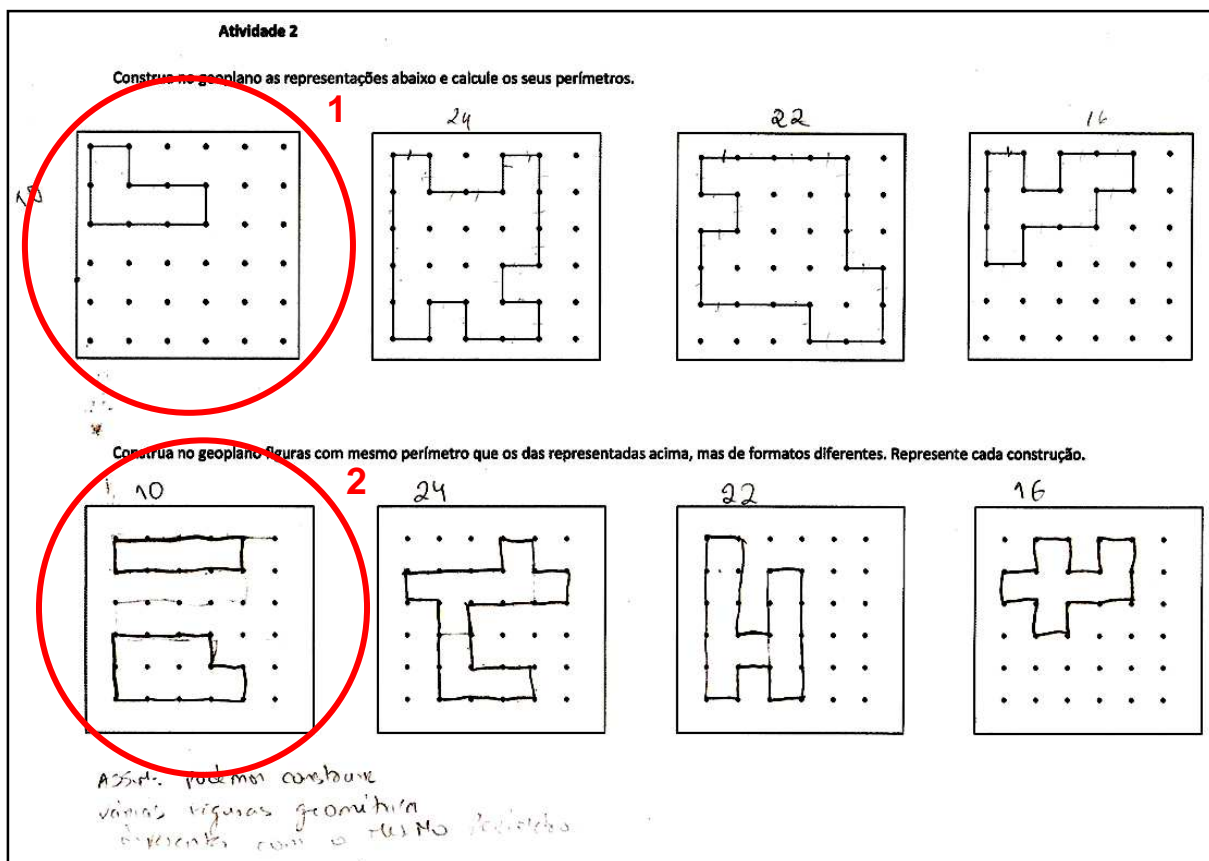 Atividade 2
Construa no geoplano as representações abaixo e calcule os seus perímetros.
1
24
22
16
10
Construa no geoplano figuras com mesmo perímetro que os das representadas acima, mas de formatos diferentes. Represente cada construção.
2
10
24
22
16
podemos construir
várias figuras geométrica
com o MESMO